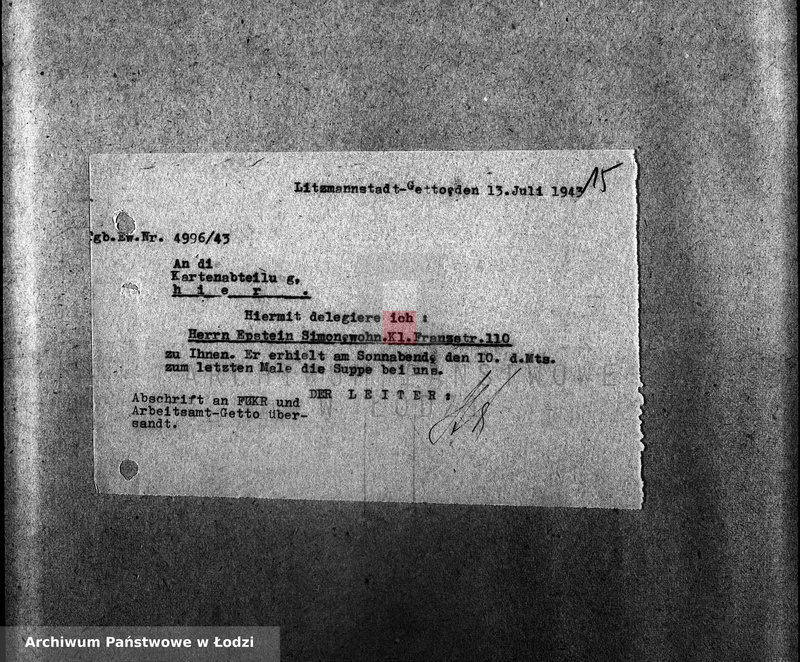 15
Litzmannstadt-Getto,den 13.Juli 1943
Tgb.Ew.Nr. 4996/43
An di
Kartenabteilu g,
h i e r .
Hiermit delegiere ich :
Herrn Epstein Simon,wohn.Kl.Franzstr.110
zu Ihnen. Er erhielt am Sonnabend, den 10. d.Mts.
zum letzten Male die Suppe bei uns.
DER L E I T E R :
Abschrift an FUKR und
Arbeitsamt-Getto über-
sandt.
Archiwum Państwowe w Łodzi